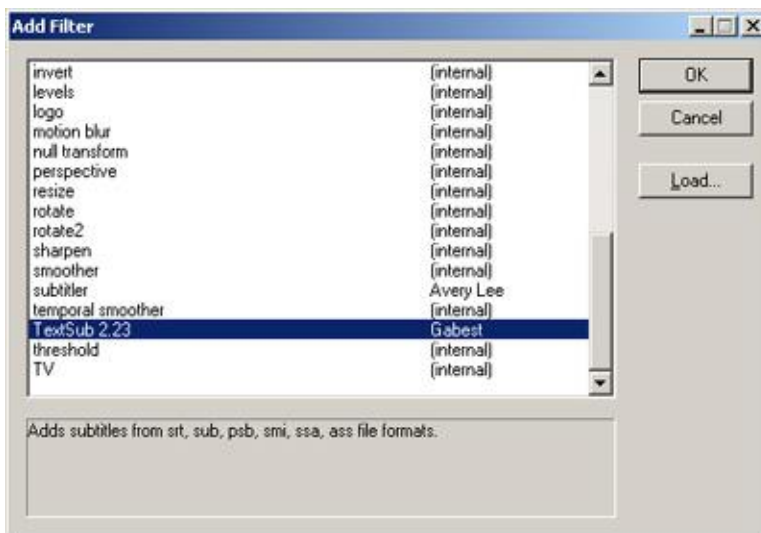 Add Filter
invert (internal)
levels (internal)
logo (internal)
motion blur (internal)
null transform (internal)
perspective (internal)
resize (internal)
rotate (internal)
rotate2 (internal)
sharpen (internal)
smoother (internal)
subtitler Avery Lee
temporal smoother (internal)
TextSub 2.23 Gabest
threshold (internal)
TV (internal)
OK
Cancel
Load...
Adds subtitles from srt, sub, psb, smi, ssa, ass file formats.